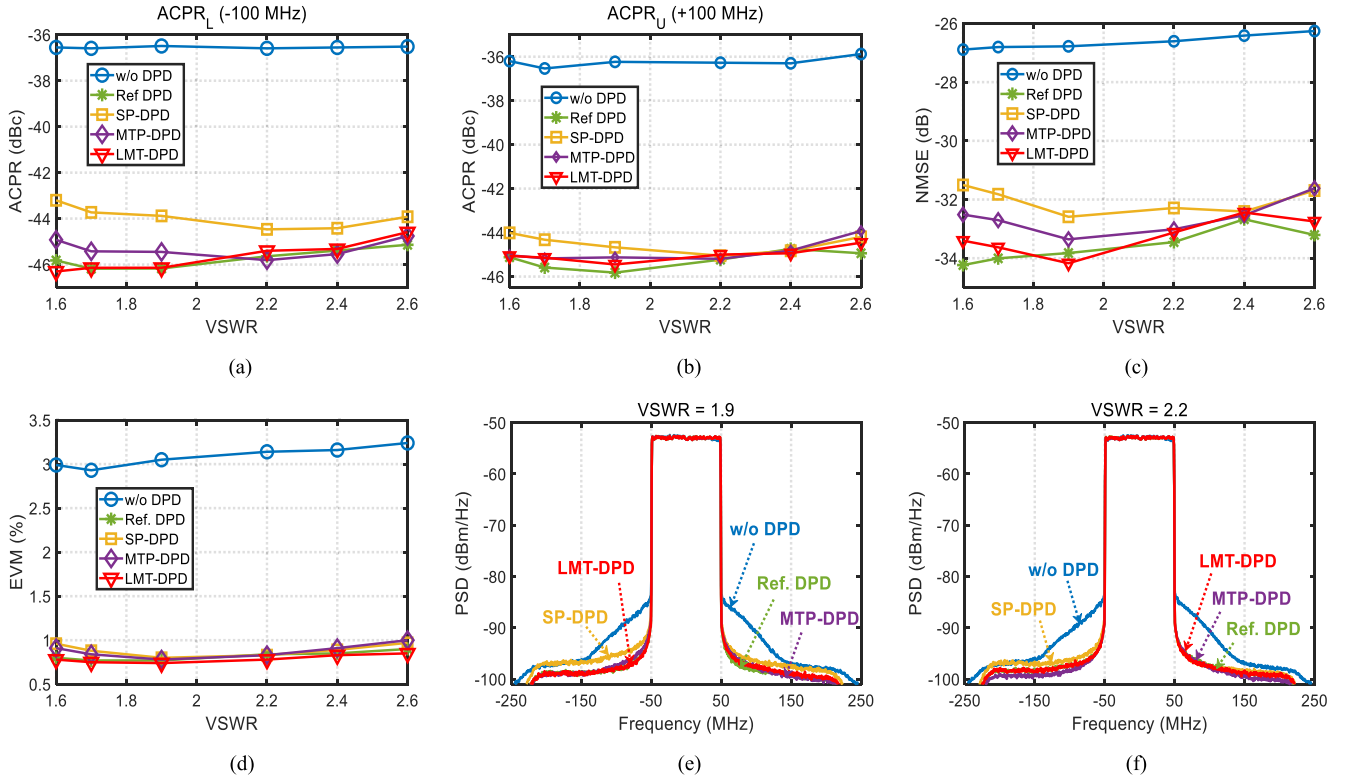 ACPR_L (-100 MHz)
-36
-38
-40
-42
-44
-46
ACPR (dBc)
w/o DPD
Ref DPD
SP-DPD
MTP-DPD
LMT-DPD
1.6 1.8 2 2.2 2.4 2.6
VSWR
(a)
ACPR_U (+100 MHz)
-36
-38
-40
-42
-44
-46
ACPR (dBc)
w/o DPD
Ref DPD
SP-DPD
MTP-DPD
LMT-DPD
1.6 1.8 2 2.2 2.4 2.6
VSWR
(b)
-26
-28
-30
-32
-34
NMSE (dB)
w/o DPD
Ref DPD
SP-DPD
MTP-DPD
LMT-DPD
1.6 1.8 2 2.2 2.4 2.6
VSWR
(c)
3.5
3
2.5
2
1.5
1
0.5
EVM (%)
w/o DPD
Ref. DPD
SP-DPD
MTP-DPD
LMT-DPD
1.6 1.8 2 2.2 2.4 2.6
VSWR
(d)
VSWR = 1.9
-50
-60
-70
-80
-90
-100
PSD (dBm/Hz)
w/o DPD
LMT-DPD
Ref. DPD
SP-DPD
MTP-DPD
-250 -150 -50 50 150 250
Frequency (MHz)
(e)
VSWR = 2.2
-50
-60
-70
-80
-90
-100
PSD (dBm/Hz)
w/o DPD
LMT-DPD
SP-DPD
MTP-DPD
Ref. DPD
-250 -150 -50 50 150 250
Frequency (MHz)
(f)